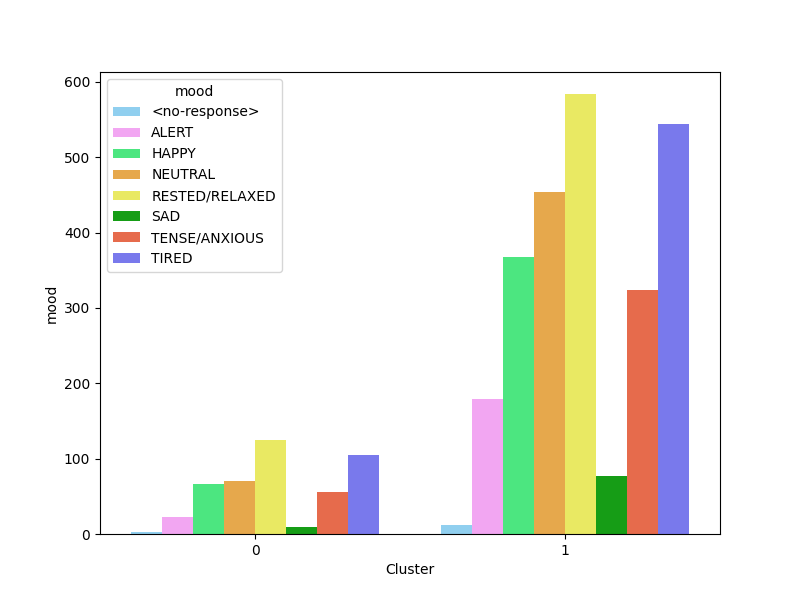 mood
<no-response>
ALERT
HAPPY
NEUTRAL
RESTED/RELAXED
SAD
TENSE/ANXIOUS
TIRED
600
500
400
300
200
100
0
mood
0 1
Cluster